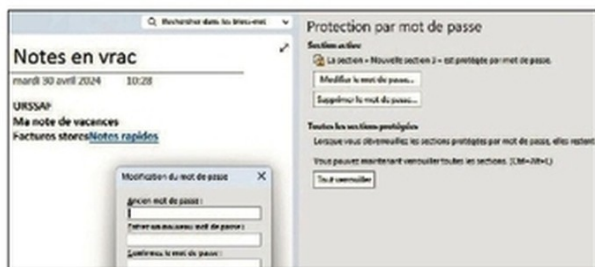 Rechercher dans les blocs-not
Notes en vrac
mardi 30 avril 2024 10:28
URSSAF
Ma note de vacances
Factures storesNotes rapides
Modification du mot de passe
Ancien mot de passe :
Entrer un nouveau mot de passe :
Confirmez le mot de passe :
Protection par mot de passe
Section active
La section « Nouvelle section 3 » est protégée par mot de passe.
Modifier le mot de passe...
Supprimer le mot de passe...
Toutes les sections protégées
Lorsque vous déverrouillez les sections protégées par mot de passe, elles restent
Vous pouvez maintenant verrouiller toutes les sections. (Ctrl+Alt+L)
Tout verrouiller